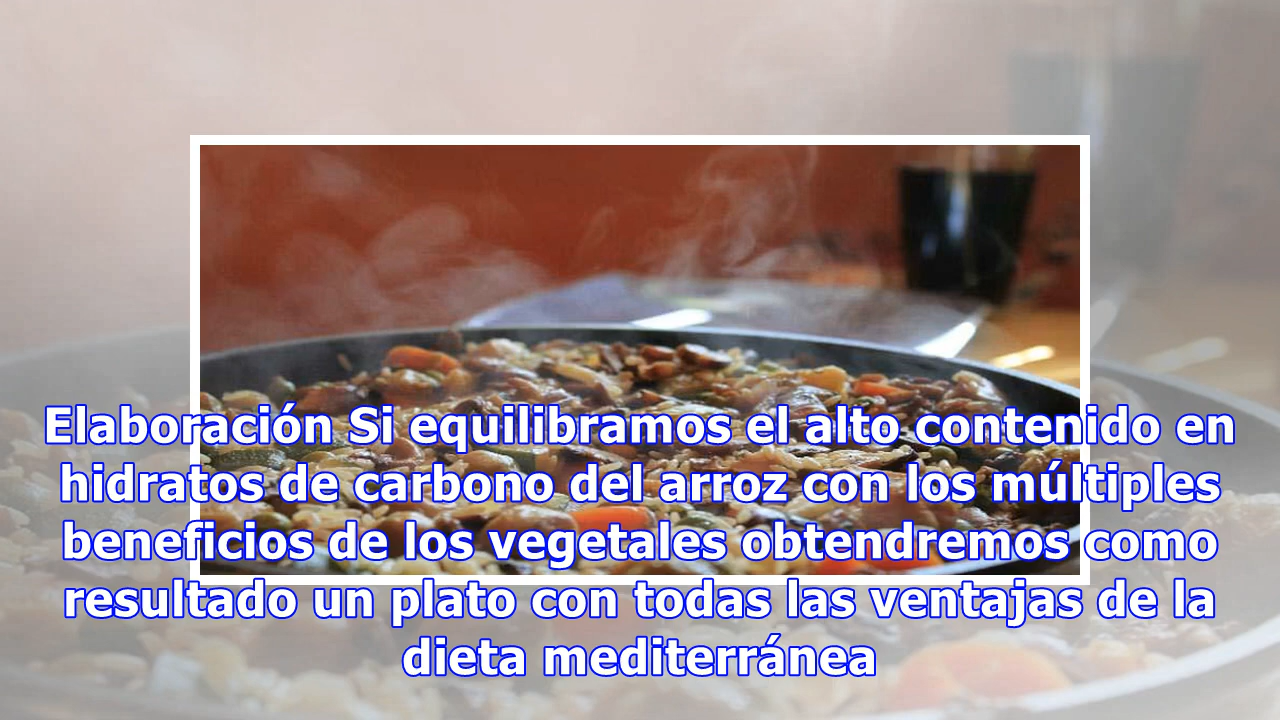 Elaboración Si equilibramos el alto contenido en
hidratos de carbono del arroz con los múltiples
beneficios de los vegetales obtendremos como
resultado un plato con todas las ventajas de la
dieta mediterránea